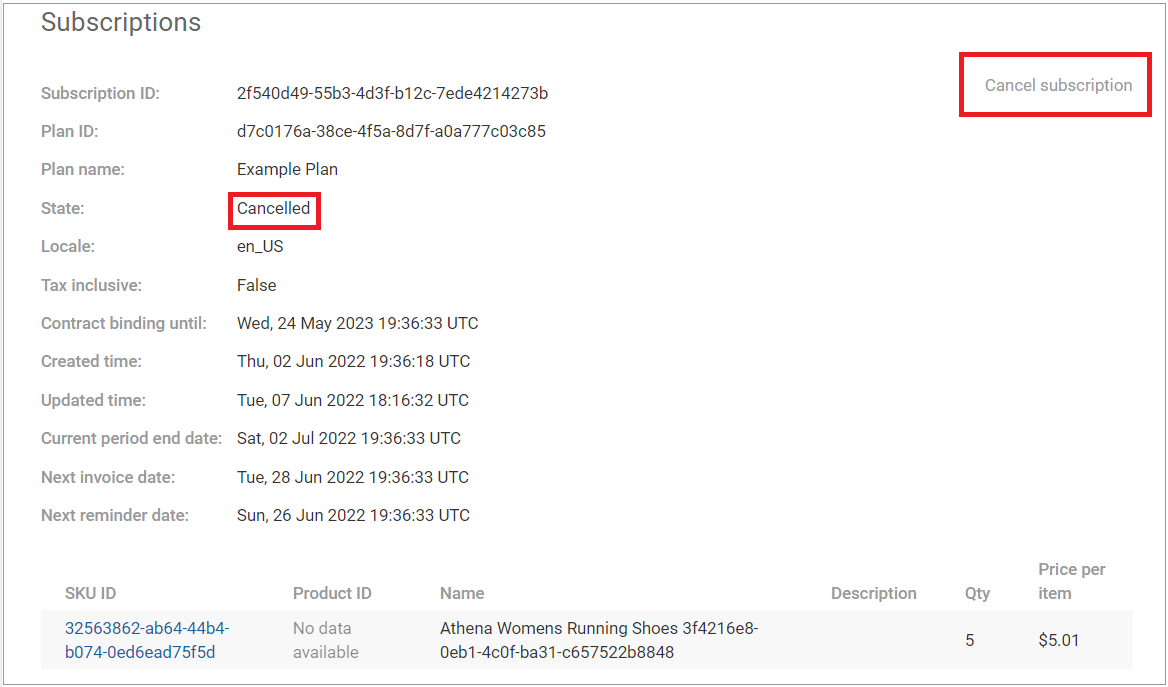 Subscriptions
Cancel subscription
Subscription ID: 2f540d49-55b3-4d3f-b12c-7ede4214273b
Plan ID: d7c0176a-38ce-4f5a-8d7f-a0a777c03c85
Plan name: Example Plan
State: Cancelled
Locale: en_US
Tax inclusive: False
Contract binding until: Wed, 24 May 2023 19:36:33 UTC
Created time: Thu, 02 Jun 2022 19:36:18 UTC
Updated time: Tue, 07 Jun 2022 18:16:32 UTC
Current period end date: Sat, 02 Jul 2022 19:36:33 UTC
Next invoice date: Tue, 28 Jun 2022 19:36:33 UTC
Next reminder date: Sun, 26 Jun 2022 19:36:33 UTC
Price per
SKU ID Product ID Name Description Qty item
32563862-ab64-44b4- No data Athena Womens Running Shoes 3f4216e8-
5 $5.01
b074-0ed6ead75f5d available 0eb1-4c0f-ba31-c657522b8848